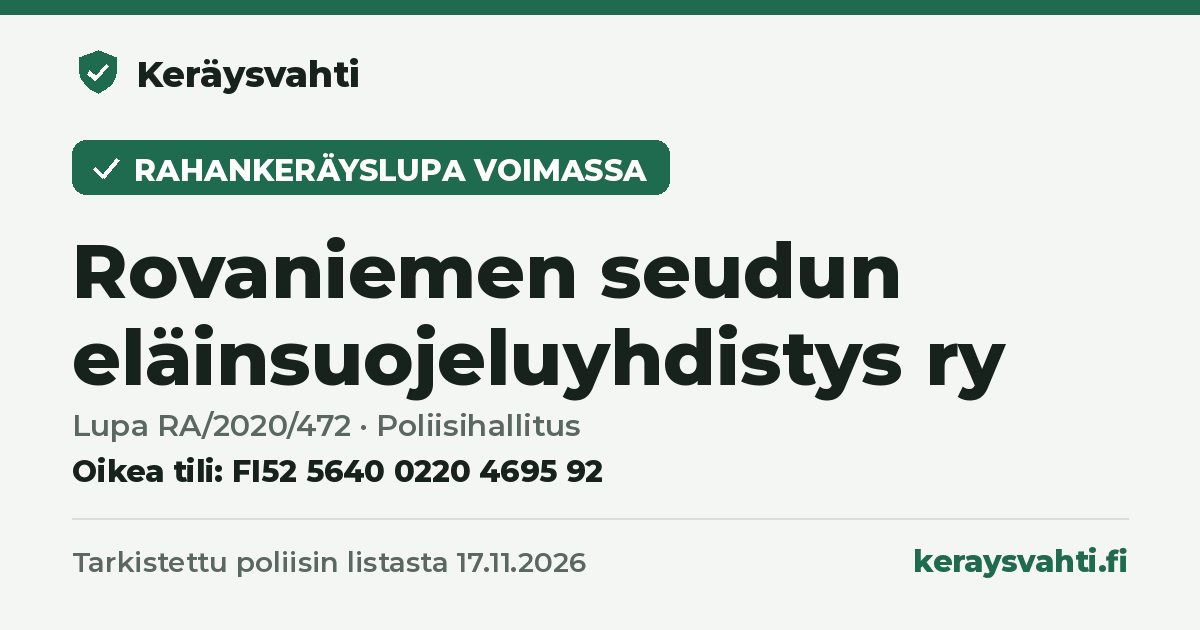 Keräysvahti
RAHANKERÄYSLUPA VOIMASSA
Rovaniemen seudun
eläinsuojeluyhdistys ry
Lupa RA/2020/472 · Poliisihallitus
Oikea tili: FI52 5640 0220 4695 92
Tarkistettu poliisin listasta 17.11.2026
keraysvahti.fi